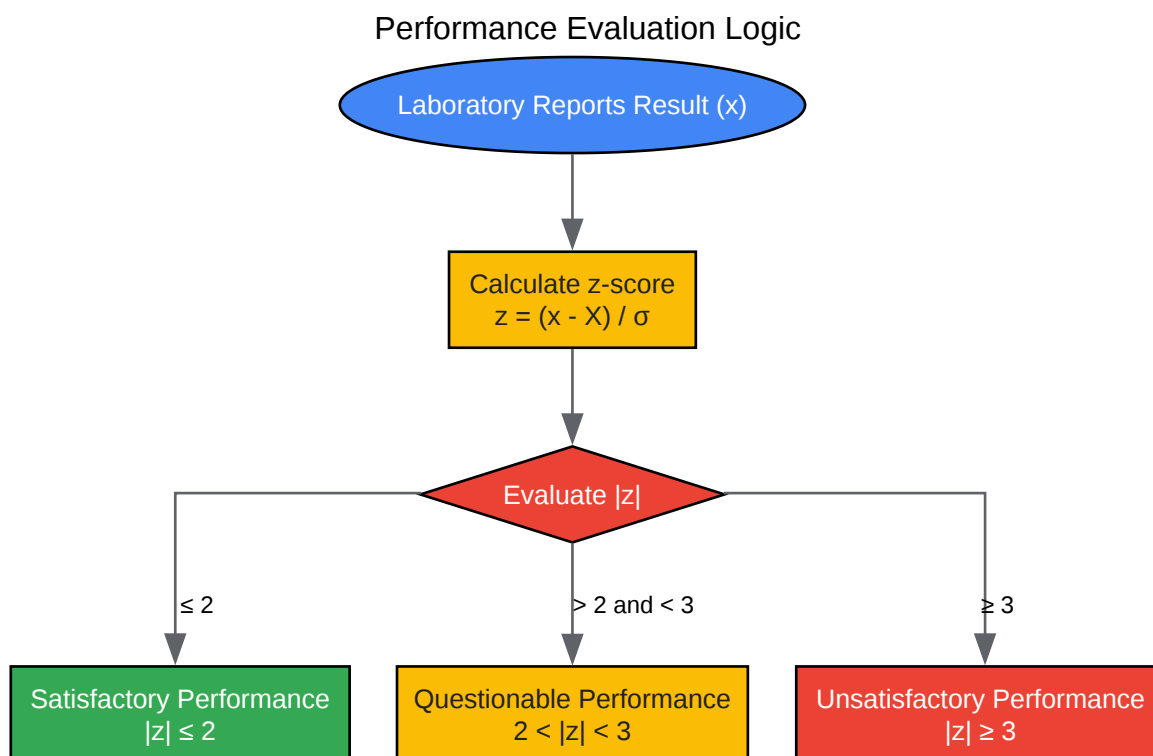 Performance Evaluation Logic
Laboratory Reports Result (x)
Calculate z-score
z = (x - X) / σ
Evaluate |z|
≤ 2
> 2 and < 3
≥ 3
Satisfactory Performance
|z| ≤ 2
Questionable Performance
2 < |z| < 3
Unsatisfactory Performance
|z| ≥ 3